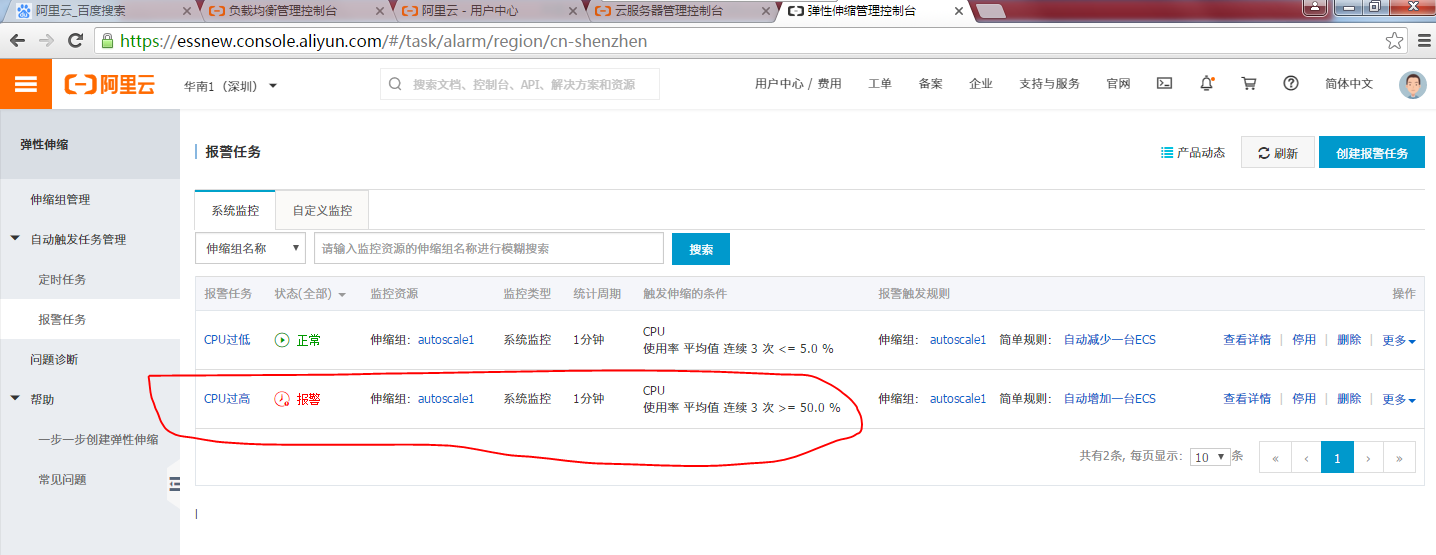 阿里云_百度搜索 负载均衡管理控制台 阿里云 - 用户中心 云服务器管理控制台 弹性伸缩管理控制台
https://essnew.console.aliyun.com/#/task/alarm/region/cn-shenzhen
阿里云 华南1（深圳） 搜索文档、控制台、API、解决方案和资源 用户中心 / 费用 工单 备案 企业 支持与服务 官网 简体中文
弹性伸缩
伸缩组管理
自动触发任务管理
定时任务
报警任务
问题诊断
帮助
一步一步创建弹性伸缩
常见问题
报警任务 产品动态 刷新 创建报警任务
系统监控 自定义监控
伸缩组名称 请输入监控资源的伸缩组名称进行模糊搜索 搜索
报警任务 状态(全部) 监控资源 监控类型 统计周期 触发伸缩的条件 报警触发规则 操作
CPU过低 正常 伸缩组： autoscale1 系统监控 1分钟 CPU
使用率 平均值 连续 3 次 <= 5.0 % 伸缩组： autoscale1 简单规则： 自动减少一台ECS 查看详情 | 停用 | 删除 | 更多
CPU过高 报警 伸缩组： autoscale1 系统监控 1分钟 CPU
使用率 平均值 连续 3 次 >= 50.0 % 伸缩组： autoscale1 简单规则： 自动增加一台ECS 查看详情 | 停用 | 删除 | 更多
共有2条, 每页显示： 10 条 « ‹ 1 › »